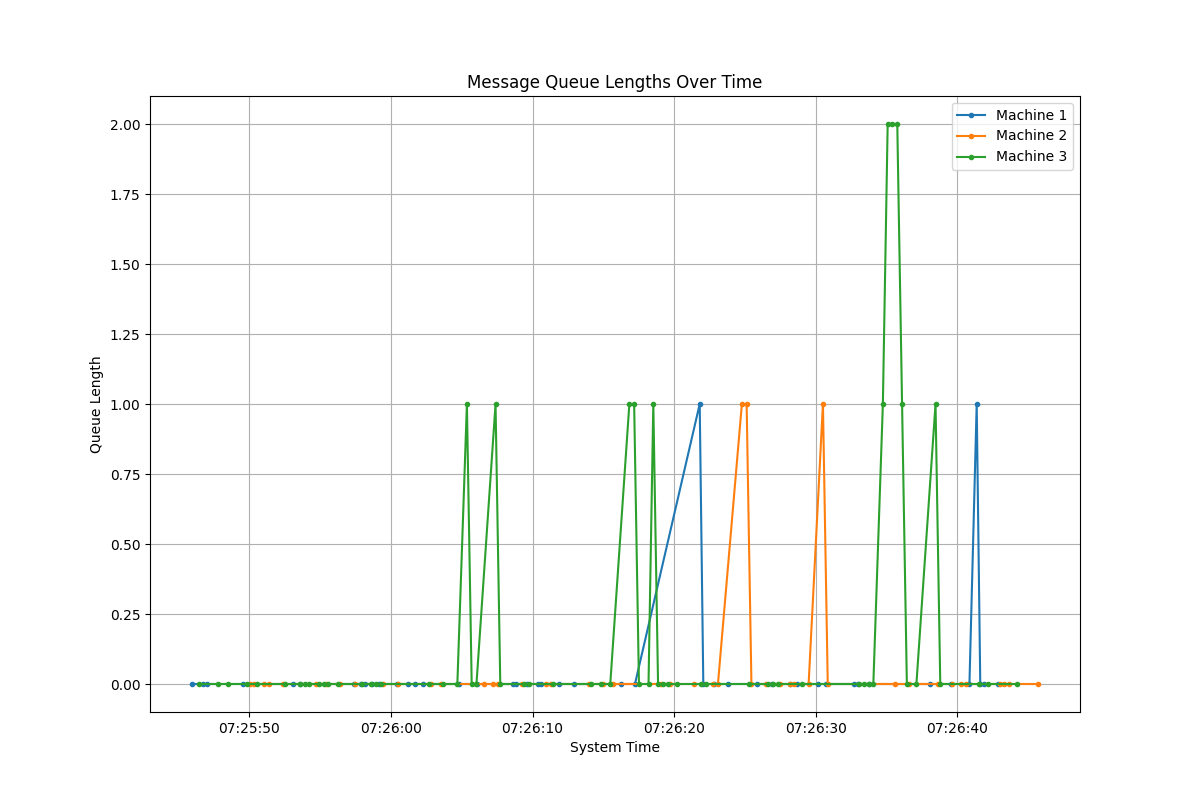 Message Queue Lengths Over Time
Machine 1
Machine 2
Machine 3
Queue Length
2.00
1.75
1.50
1.25
1.00
0.75
0.50
0.25
0.00
07:25:50
07:26:00
07:26:10
07:26:20
07:26:30
07:26:40
System Time